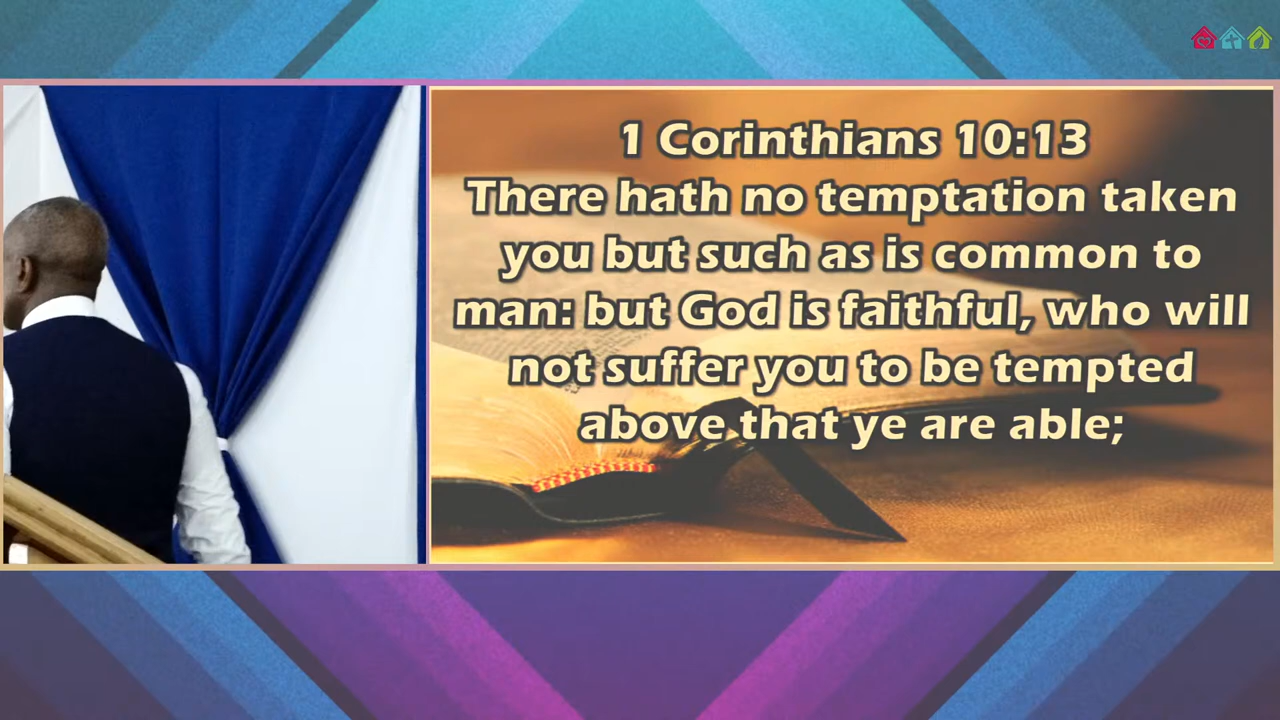 1 Corinthians 10:13
There hath no temptation taken
you but such as is common to
man: but God is faithful, who will
not suffer you to be tempted
above that ye are able;